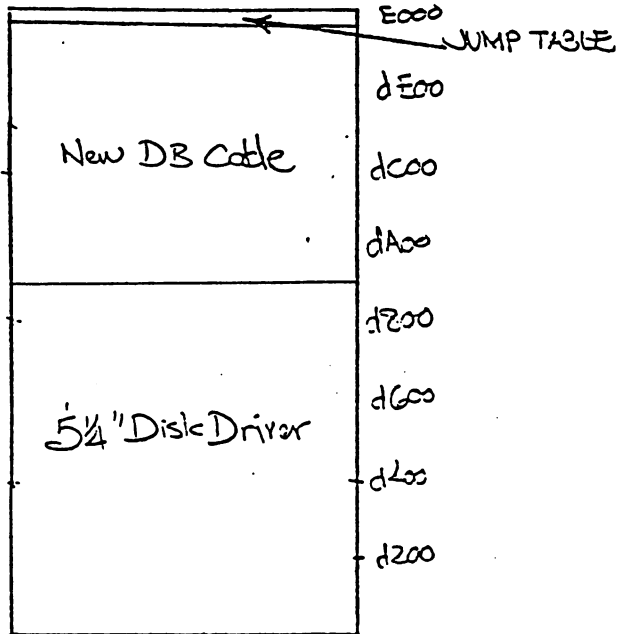 E000
JUMP TABLE
dE00
New DB Code
dC00
dA00
d800
d600
5¼" Disk Driver
d400
d200